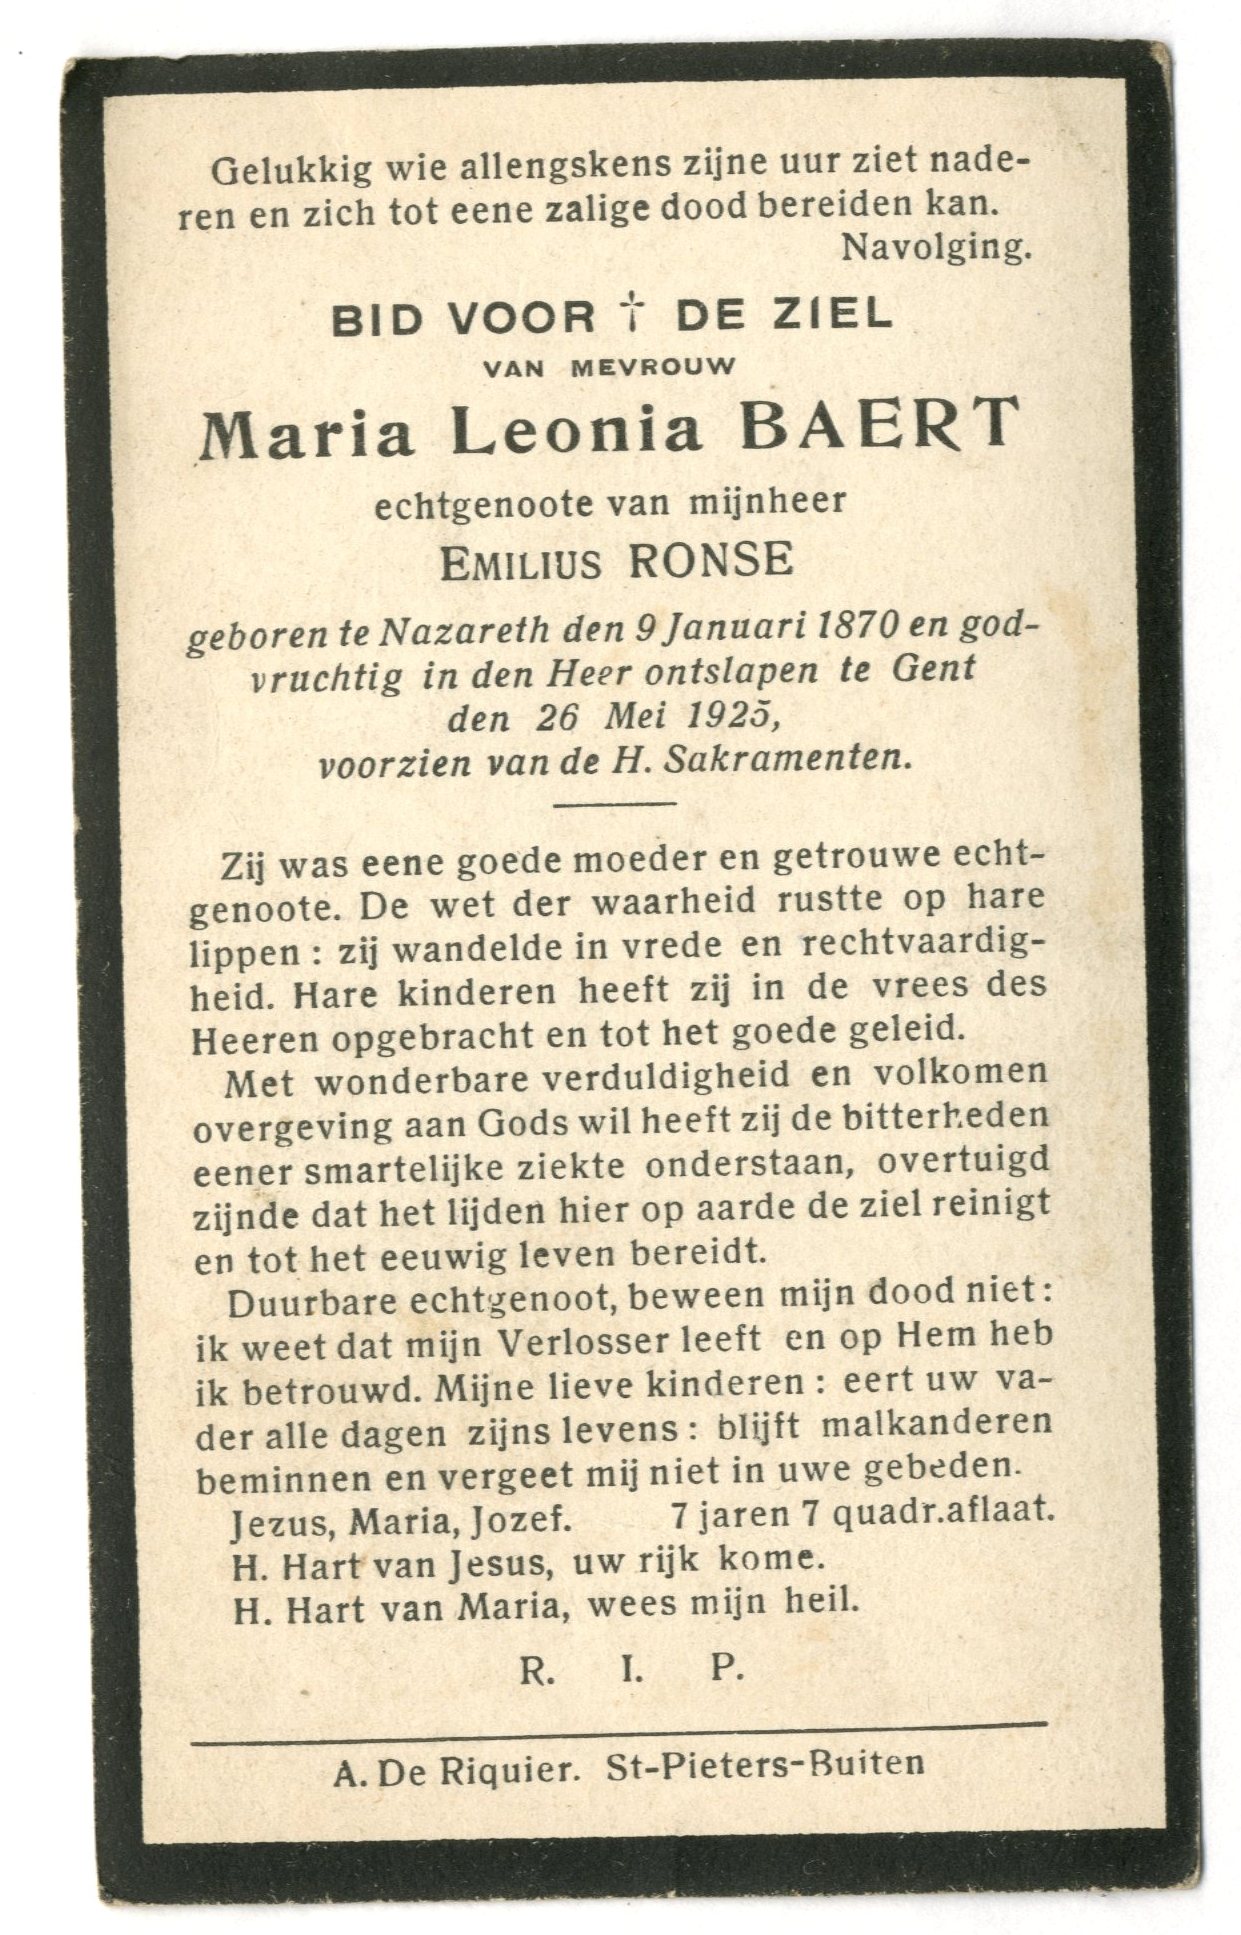 Gelukkig wie allengskens zijne uur ziet nade-
ren en zich tot eene zalige dood bereiden kan.
Navolging.
BID VOOR † DE ZIEL
VAN MEVROUW
Maria Leonia BAERT
echtgenoote van mijnheer
EMILIUS RONSE
geboren te Nazareth den 9 Januari 1870 en god-
vruchtig in den Heer ontslapen te Gent
den 26 Mei 1925,
voorzien van de H. Sakramenten.
Zij was eene goede moeder en getrouwe echt-
genoote. De wet der waarheid rustte op hare
lippen : zij wandelde in vrede en rechtvaardig-
heid. Hare kinderen heeft zij in de vrees des
Heeren opgebracht en tot het goede geleid.
Met wonderbare verduldigheid en volkomen
overgeving aan Gods wil heeft zij de bitterheden
eener smartelijke ziekte onderstaan, overtuigd
zijnde dat het lijden hier op aarde de ziel reinigt
en tot het eeuwig leven bereidt.
Duurbare echtgenoot, beween mijn dood niet :
ik weet dat mijn Verlosser leeft en op Hem heb
ik betrouwd. Mijne lieve kinderen : eert uw va-
der alle dagen zijns levens : blijft malkanderen
beminnen en vergeet mij niet in uwe gebeden.
Jezus, Maria, Jozef. 7 jaren 7 quadr.aflaat.
H. Hart van Jesus, uw rijk kome.
H. Hart van Maria, wees mijn heil.
R. I. P.
A. De Riquier. St-Pieters-Buiten